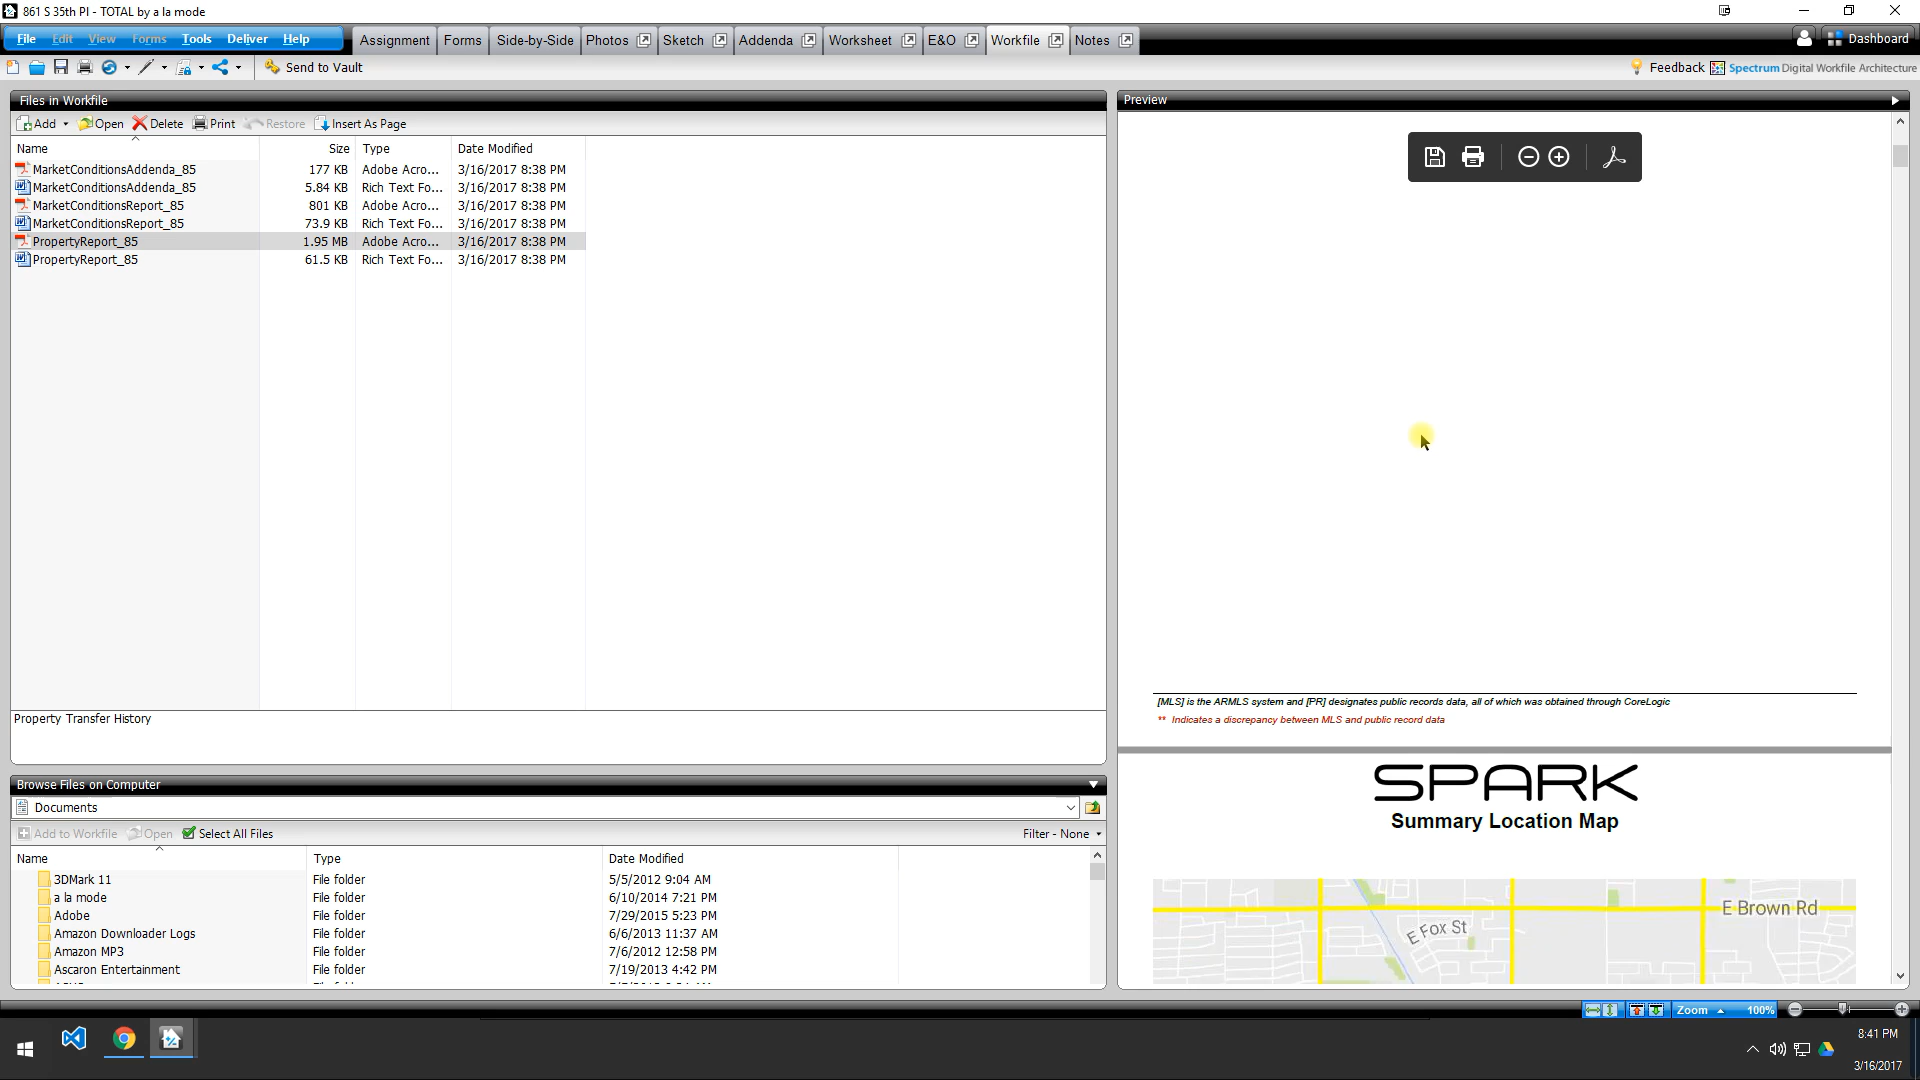 861 S 35th Pl - TOTAL by a la mode
File Edit View Forms Tools Deliver Help Assignment Forms Side-by-Side Photos Sketch Addenda Worksheet E&O Workfile Notes Dashboard
Send to Vault Feedback Spectrum Digital Workfile Architecture
Files in Workfile
Add Open Delete Print Restore Insert As Page
Name Size Type Date Modified
MarketConditionsAddenda_85 177 KB Adobe Acro... 3/16/2017 8:38 PM
MarketConditionsAddenda_85 5.84 KB Rich Text Fo... 3/16/2017 8:38 PM
MarketConditionsReport_85 801 KB Adobe Acro... 3/16/2017 8:38 PM
MarketConditionsReport_85 73.9 KB Rich Text Fo... 3/16/2017 8:38 PM
PropertyReport_85 1.95 MB Adobe Acro... 3/16/2017 8:38 PM
PropertyReport_85 61.5 KB Rich Text Fo... 3/16/2017 8:38 PM
Property Transfer History
Browse Files on Computer
Documents
Add to Workfile Open Select All Files Filter - None
Name Type Date Modified
3DMark 11 File folder 5/5/2012 9:04 AM
a la mode File folder 6/10/2014 7:21 PM
Adobe File folder 7/29/2015 5:23 PM
Amazon Downloader Logs File folder 6/6/2013 11:37 AM
Amazon MP3 File folder 7/6/2012 12:58 PM
Ascaron Entertainment File folder 7/19/2013 4:42 PM
Preview
[MLS] is the ARMLS system and [PR] designates public records data, all of which was obtained through CoreLogic
** Indicates a discrepancy between MLS and public record data
SPARK
Summary Location Map
E Brown Rd
E Fox St
Zoom 100%
8:41 PM
3/16/2017